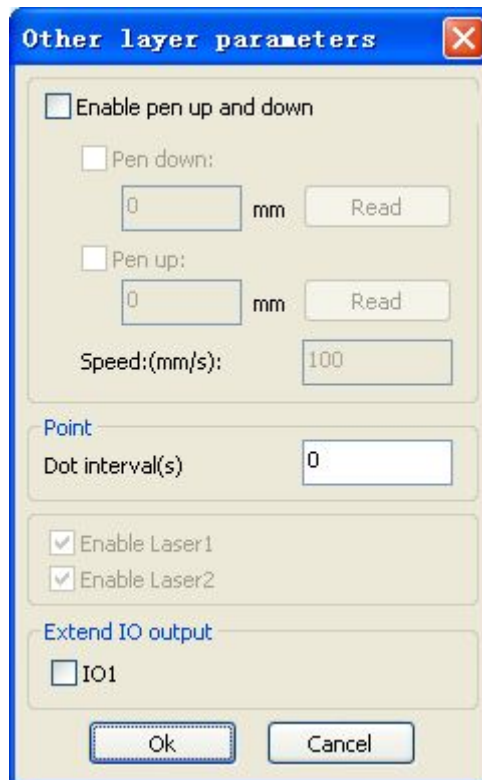 Other layer parameters
Enable pen up and down
Pen down:
0 mm Read
Pen up:
0 mm Read
Speed:(mm/s): 100
Point
Dot interval(s) 0
Enable Laser1
Enable Laser2
Extend IO output
IO1
Ok Cancel